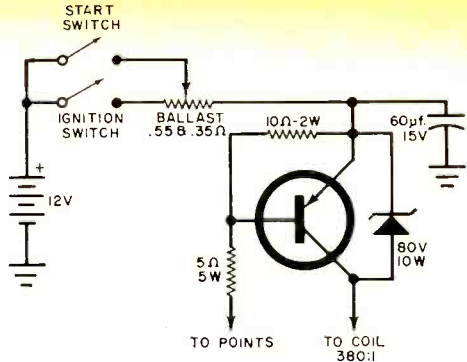 START
SWITCH
IGNITION
SWITCH
BALLAST
.55 & .35Ω
10Ω-2W
60µf.
15V
+
12V
5Ω
5W
80V
10W
TO POINTS
TO COIL
380:1